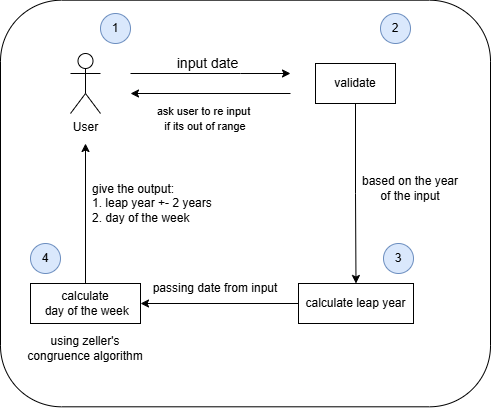 1
2
input date
validate
ask user to re input
if its out of range
User
give the output:
1. leap year +- 2 years
2. day of the week
based on the year
of the input
4
3
calculate
day of the week
passing date from input
calculate leap year
using zeller's
congruence algorithm